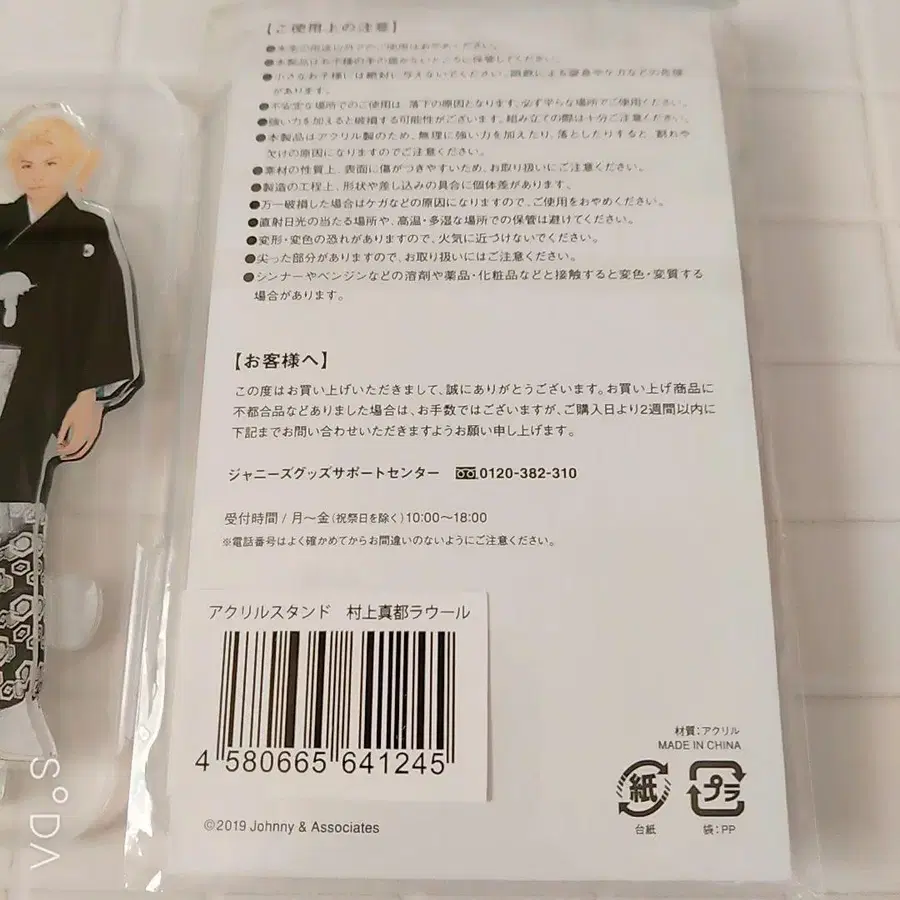 【ご使用上の注意】
●本来の用途以外でのご使用はおやめください。
●本製品はお子様の手の届かないところに保管してください。
●小さなお子様には絶対に与えないでください。誤飲による窒息やケガなどの危険
があります。
●不安定な場所でのご使用は、落下の原因となります。必ず平らな場所でご使用ください。
●強い力を加えると破損する可能性がございます。組み立ての際は十分ご注意ください。
●本製品はアクリル製のため、無理に強い力を加えたり、落としたりすると、割れや
欠けの原因になりますのでご注意ください。
●素材の性質上、表面に傷がつきやすいため、お取り扱いにご注意ください。
●製造の工程上、形状や差し込みの具合に個体差があります。
●万一破損した場合はケガなどの原因になりますので、ご使用をおやめください。
●直射日光の当たる場所や、高温・多湿な場所での保管は避けてください。
●変形・変色の恐れがありますので、火気に近づけないでください。
●尖った部分がありますので、お取り扱いにはご注意ください。
●シンナーやベンジンなどの溶剤や薬品・化粧品などと接触すると変色・変質する
場合があります。
【お客様へ】
この度はお買い上げいただきまして、誠にありがとうございます。お買い上げ商品に
不都合品などありました場合は、お手数ではございますが、ご購入日より2週間以内に
下記までお問い合わせいただきますようお願い申し上げます。
ジャニーズグッズサポートセンター 0120-382-310
受付時間/月〜金(祝祭日を除く)10:00〜18:00
※電話番号はよく確かめてからお間違いのないようにご注意ください。
アクリルスタンド 村上真都ラウール
4 580665 641245
材質:アクリル
MADE IN CHINA
紙 プラ
台紙 袋:PP
©2019 Johnny & Associates